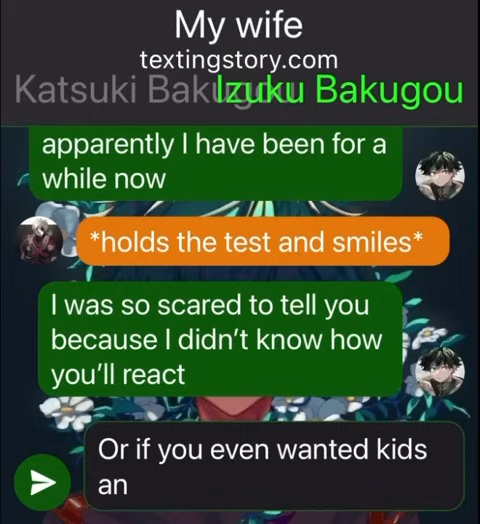 My wife
textingstory.com
Katsuki Bakugou Izuku Bakugou
apparently I have been for a
while now
*holds the test and smiles*
I was so scared to tell you
because I didn't know how
you'll react
Or if you even wanted kids
an